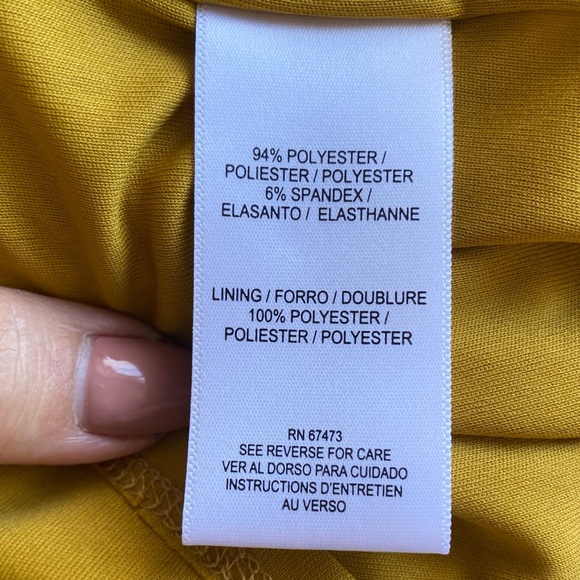 94% POLYESTER /
POLIESTER / POLYESTER
6% SPANDEX /
ELASANTO / ELASTHANNE
LINING / FORRO / DOUBLURE
100% POLYESTER /
POLIESTER / POLYESTER
RN 67473
SEE REVERSE FOR CARE
VER AL DORSO PARA CUIDADO
INSTRUCTIONS D'ENTRETIEN
AU VERSO